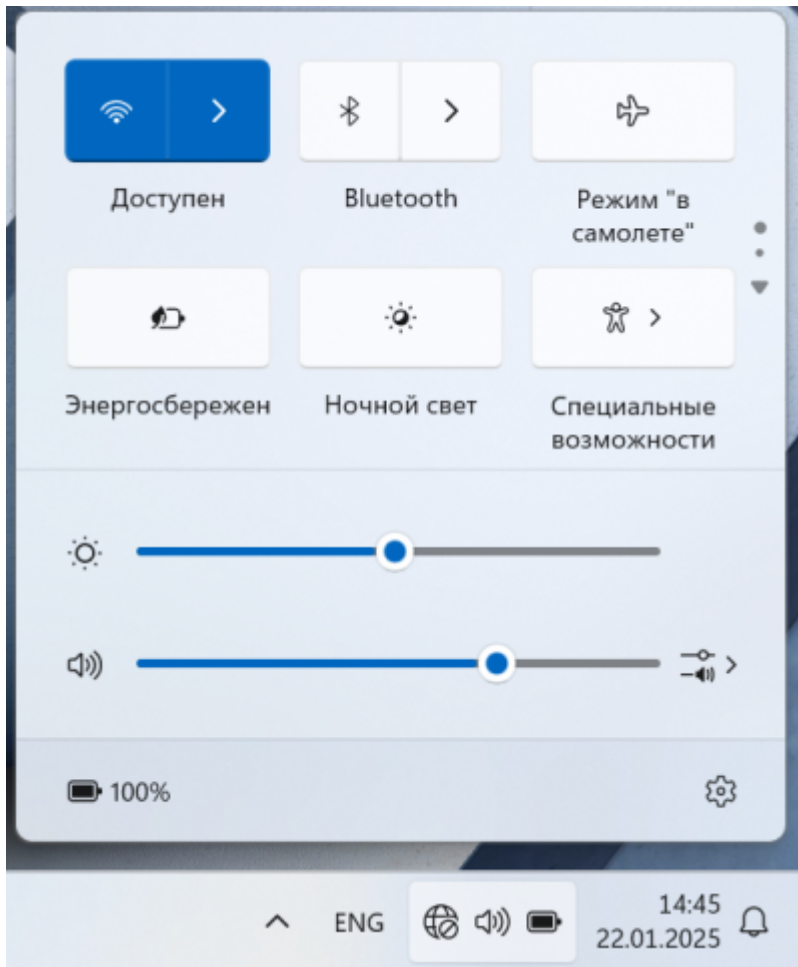 Доступен
Bluetooth
Режим "в
самолете"
Энергосбережен
Ночной свет
Специальные
возможности
100%
ENG
14:45
22.01.2025